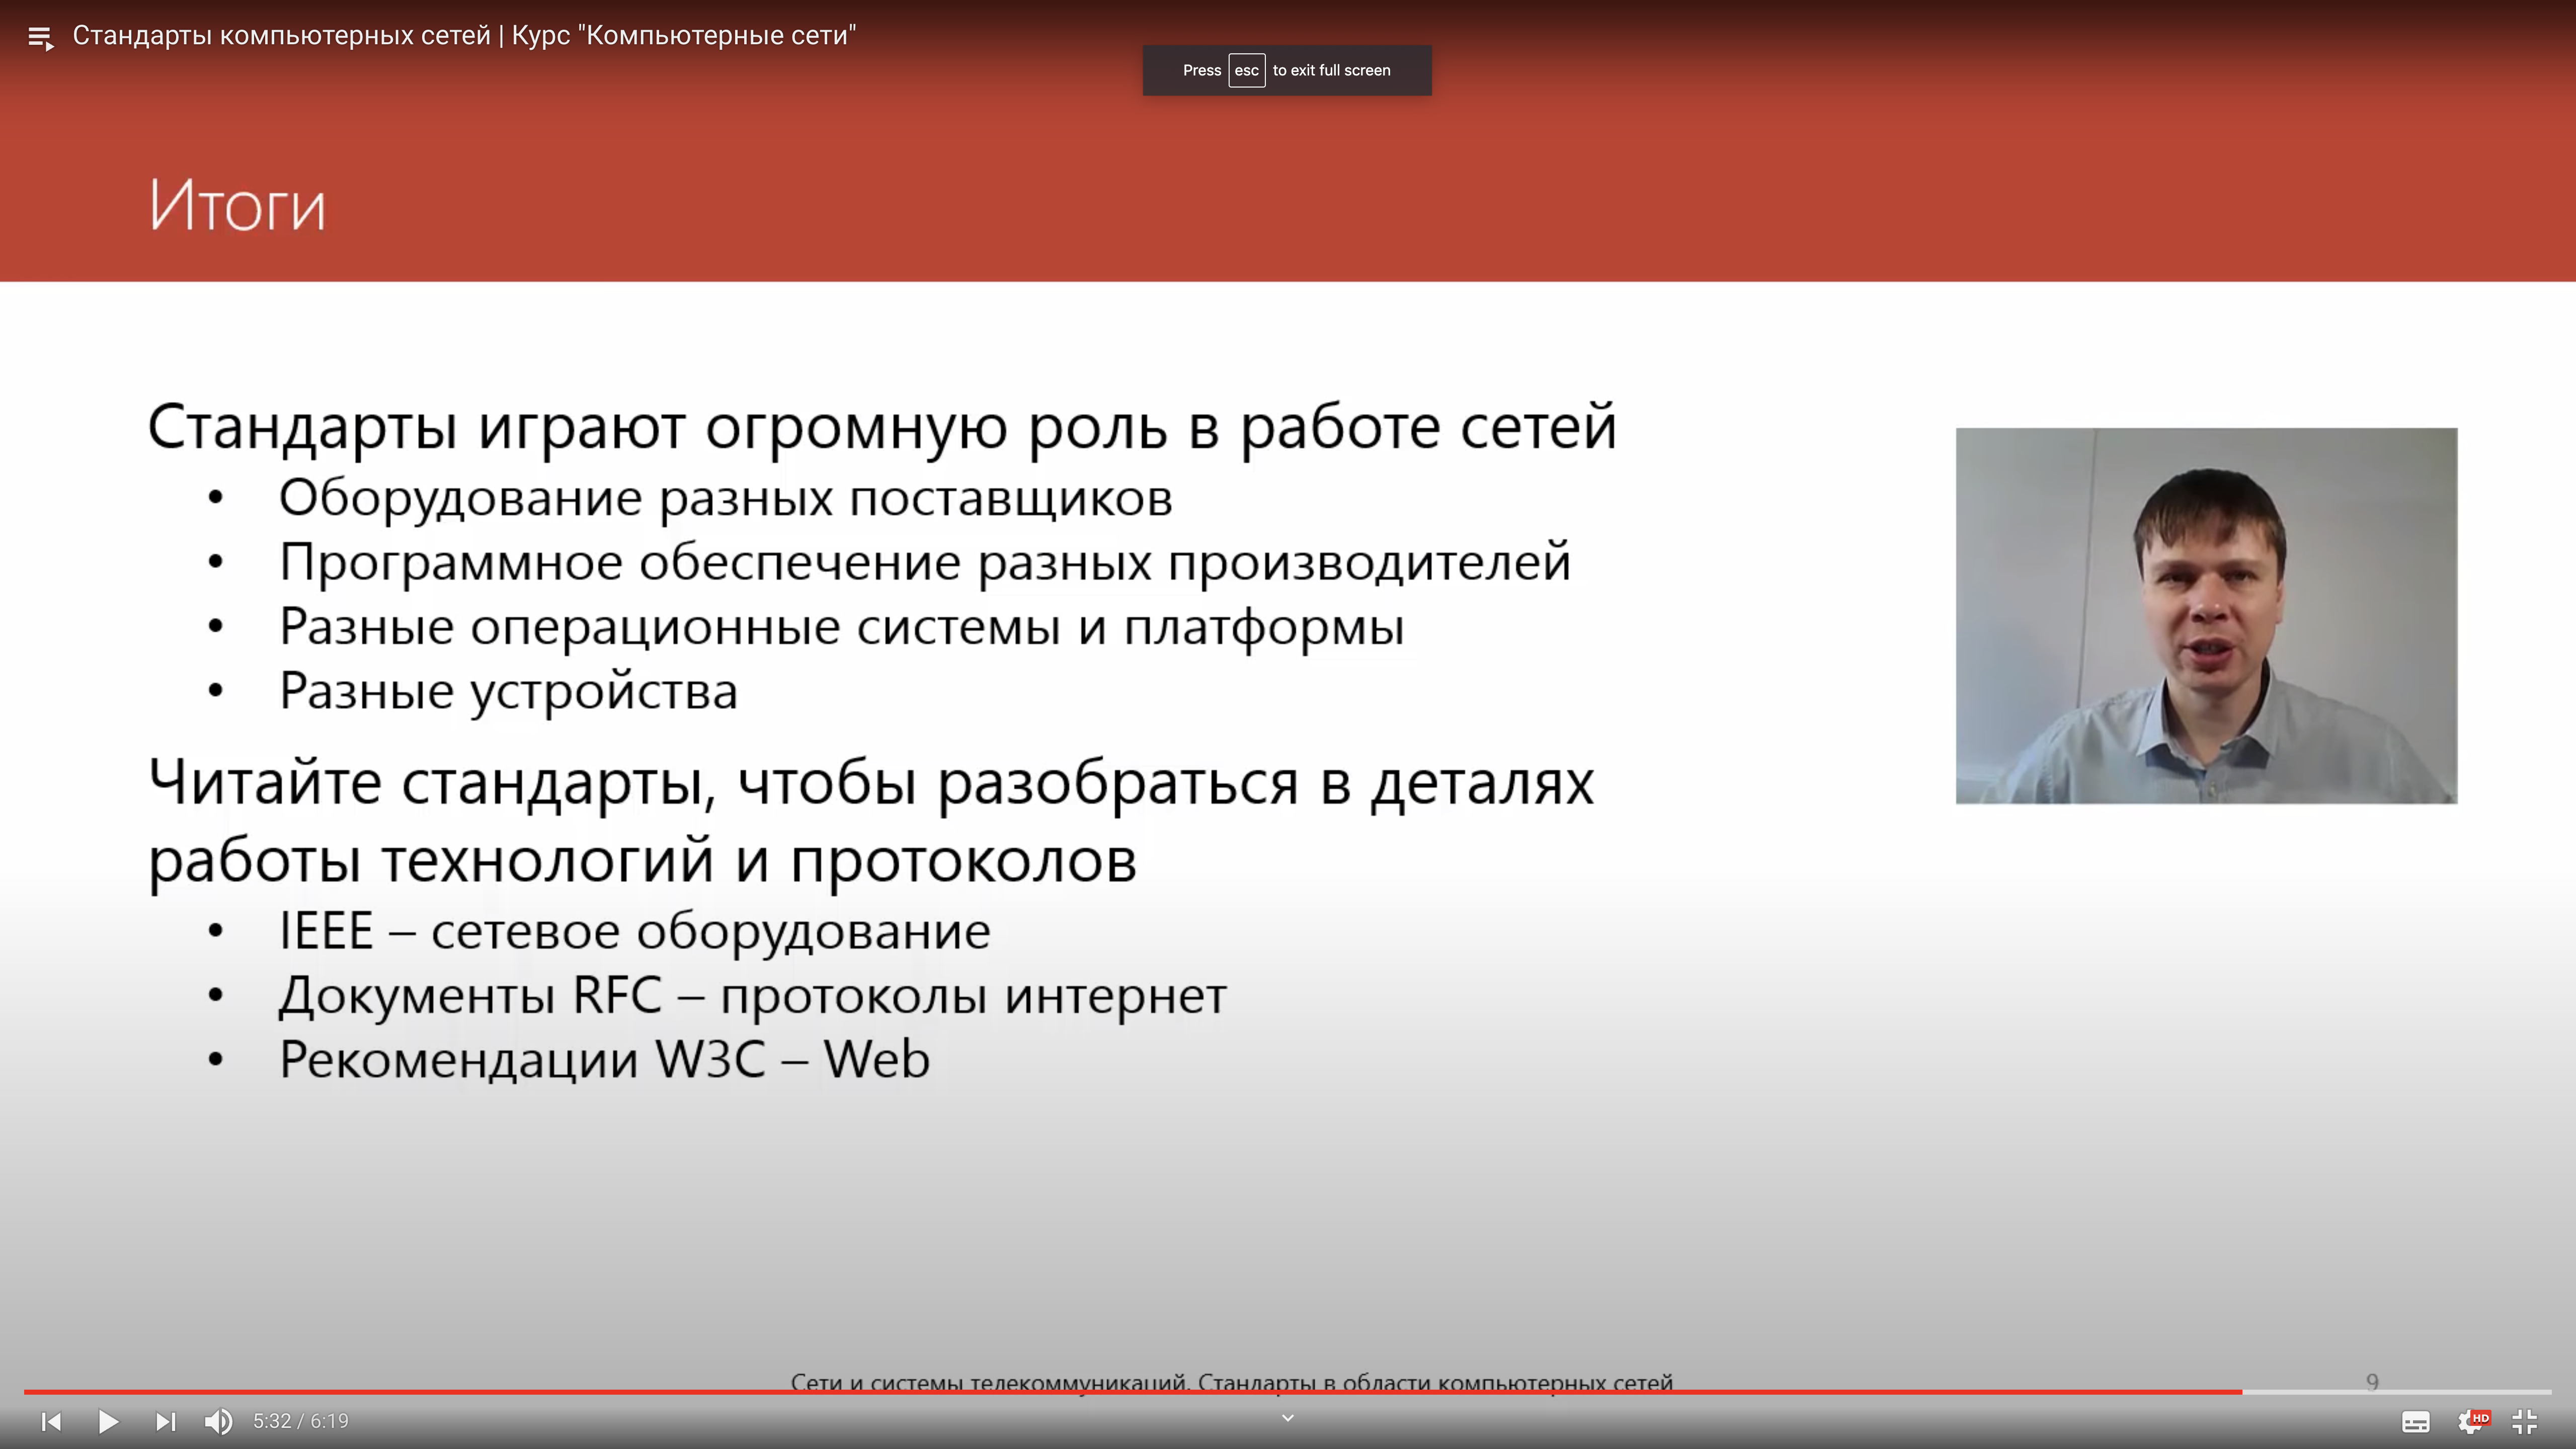 Стандарты компьютерных сетей | Курс "Компьютерные сети"
Press esc to exit full screen
Итоги
Стандарты играют огромную роль в работе сетей
• Оборудование разных поставщиков
• Программное обеспечение разных производителей
• Разные операционные системы и платформы
• Разные устройства
Читайте стандарты, чтобы разобраться в деталях
работы технологий и протоколов
• IEEE – сетевое оборудование
• Документы RFC – протоколы интернет
• Рекомендации W3C – Web
Сети и системы телекоммуникаций. Стандарты в области компьютерных сетей
9
5:32 / 6:19
HD